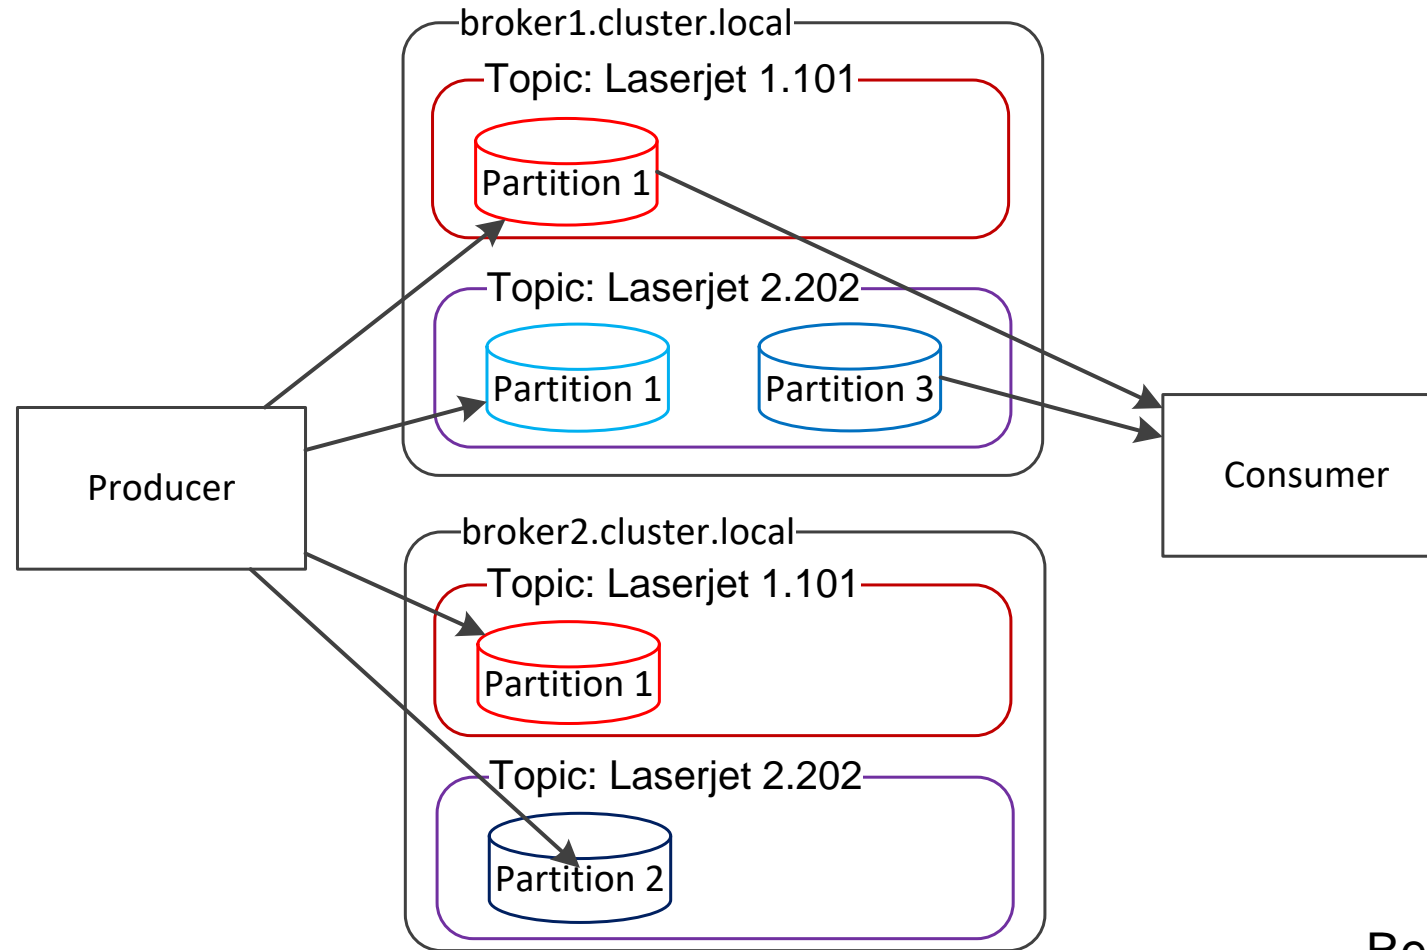 broker1.cluster.local
Topic: Laserjet 1.101
Partition 1
Topic: Laserjet 2.202
Partition 1
Partition 3
Producer
Consumer
broker2.cluster.local
Topic: Laserjet 1.101
Partition 1
Topic: Laserjet 2.202
Partition 2